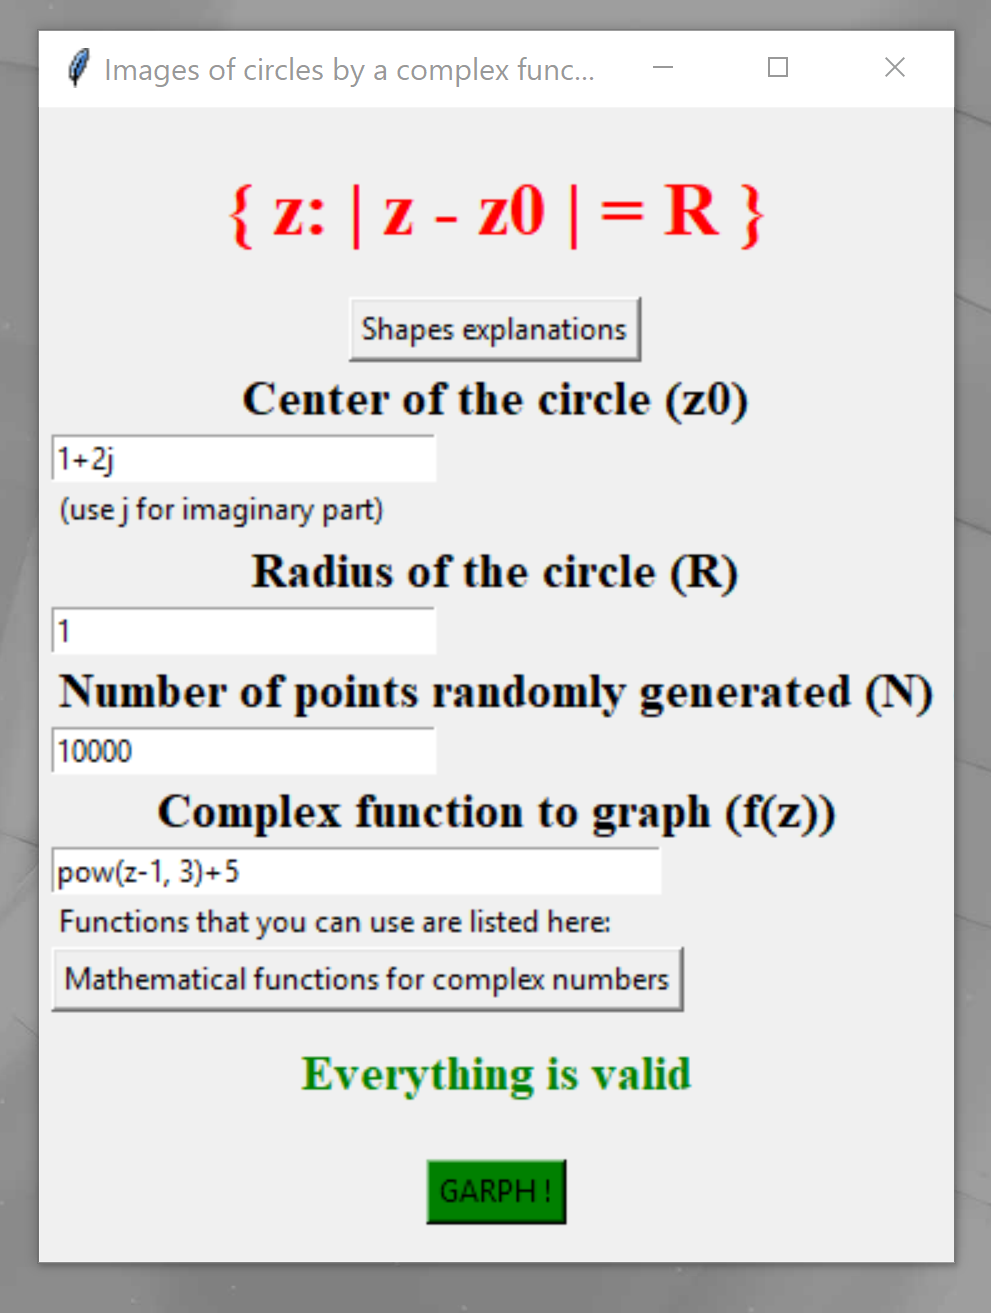 Images of circles by a complex func...
{ z: | z - z0 | = R }
Shapes explanations
Center of the circle (z0)
1+2j
(use j for imaginary part)
Radius of the circle (R)
1
Number of points randomly generated (N)
10000
Complex function to graph (f(z))
pow(z-1, 3)+5
Functions that you can use are listed here:
Mathematical functions for complex numbers
Everything is valid
GARPH !